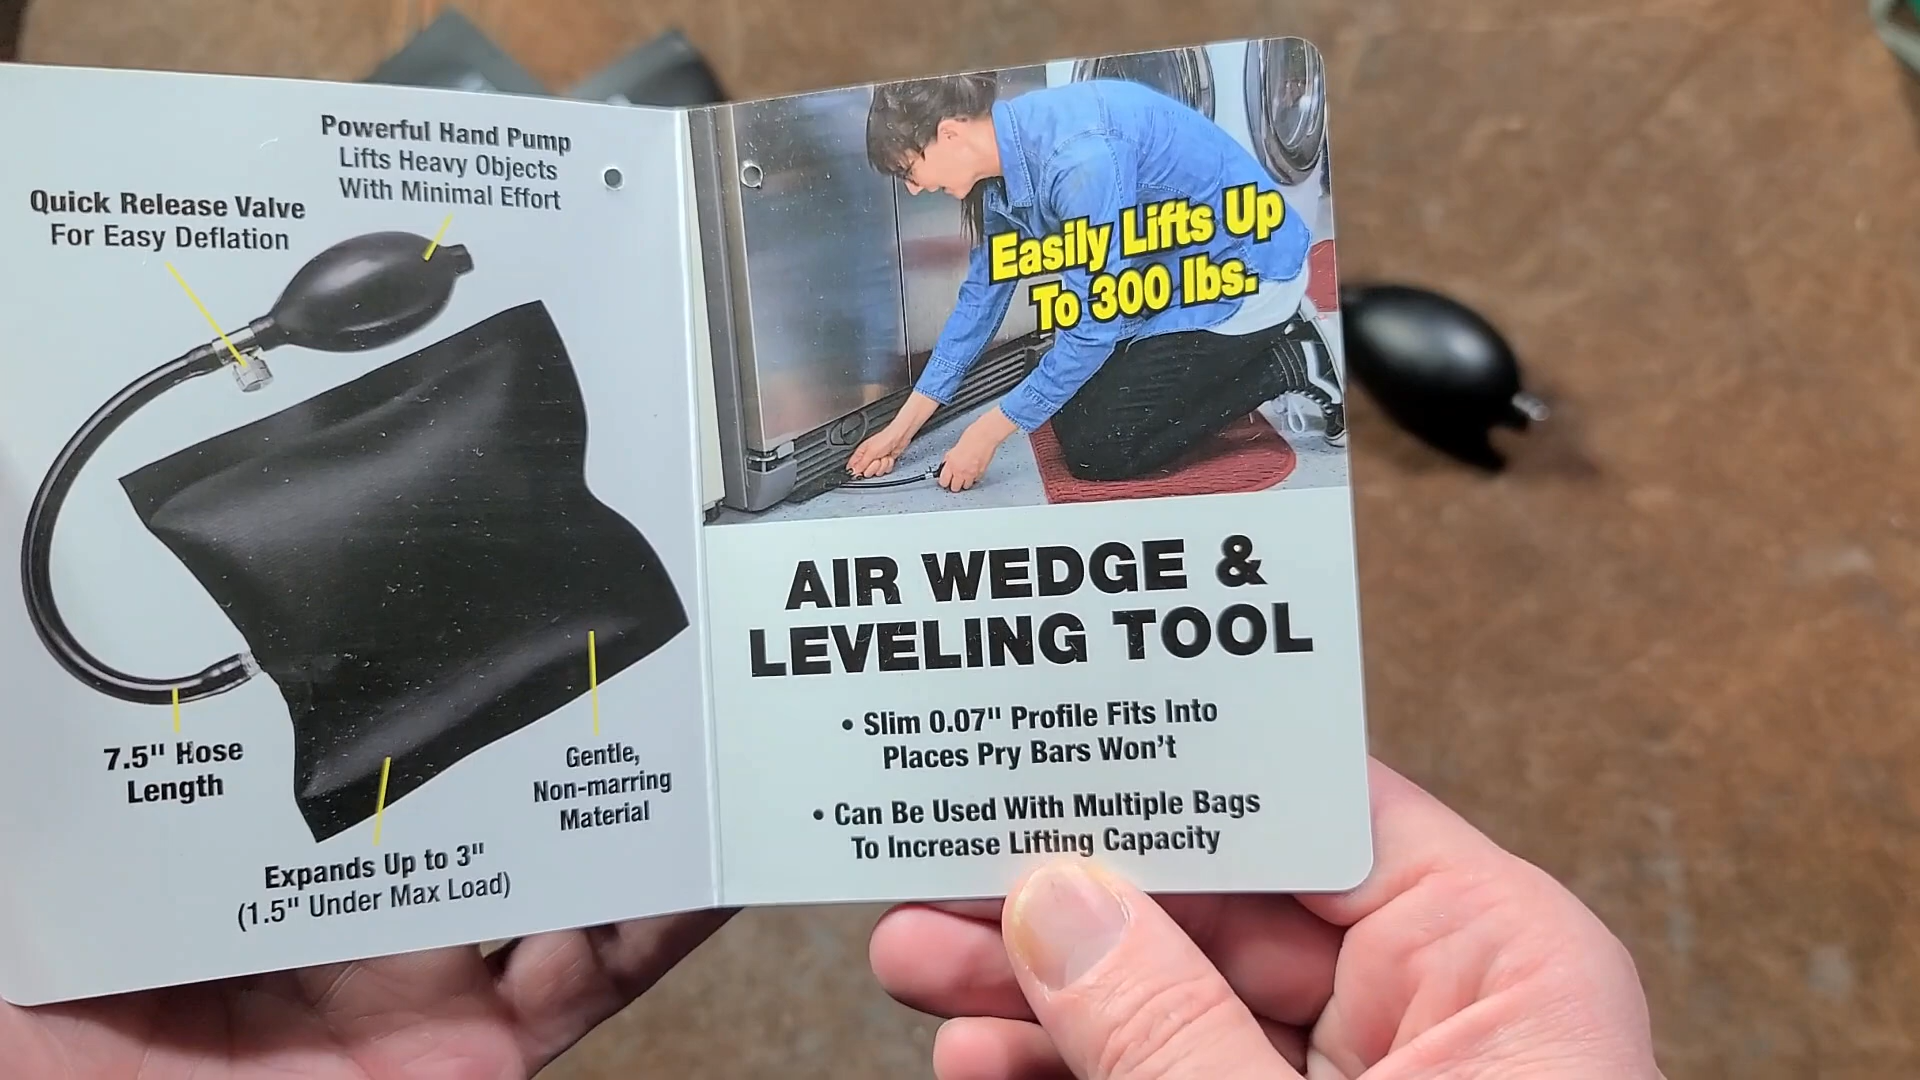 Powerful Hand Pump
Lifts Heavy Objects
With Minimal Effort
Quick Release Valve
For Easy Deflation
7.5" Hose
Length
Gentle,
Non-marring
Material
Expands Up to 3"
(1.5" Under Max Load)
Easily Lifts Up
To 300 lbs.
AIR WEDGE &
LEVELING TOOL
• Slim 0.07" Profile Fits Into
Places Pry Bars Won't
• Can Be Used With Multiple Bags
To Increase Lifting Capacity